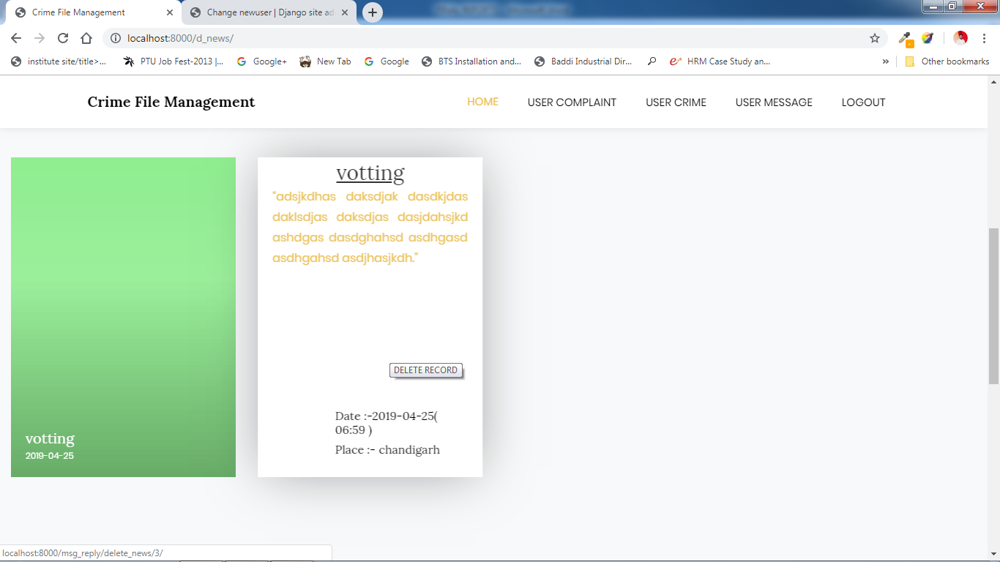 Crime File Management
Change newuser | Django site ad
localhost:8000/d_news/
institute site/title>...
PTU Job Fest-2013 |...
Google+
New Tab
Google
BTS Installation and...
Baddi Industrial Dir...
HRM Case Study an...
»
Other bookmarks
Crime File Management
HOME
USER COMPLAINT
USER CRIME
USER MESSAGE
LOGOUT
votting
2019-04-25
votting
"adsjkdhas daksdjak dasdkjdas
daklsdjas daksdjas dasjdahsjkd
ashdgas dasdghahsd asdhgasd
asdhgahsd asdjhasjkdh."
DELETE RECORD
Date :-2019-04-25(
06:59 )
Place :- chandigarh
localhost:8000/msg_reply/delete_news/3/